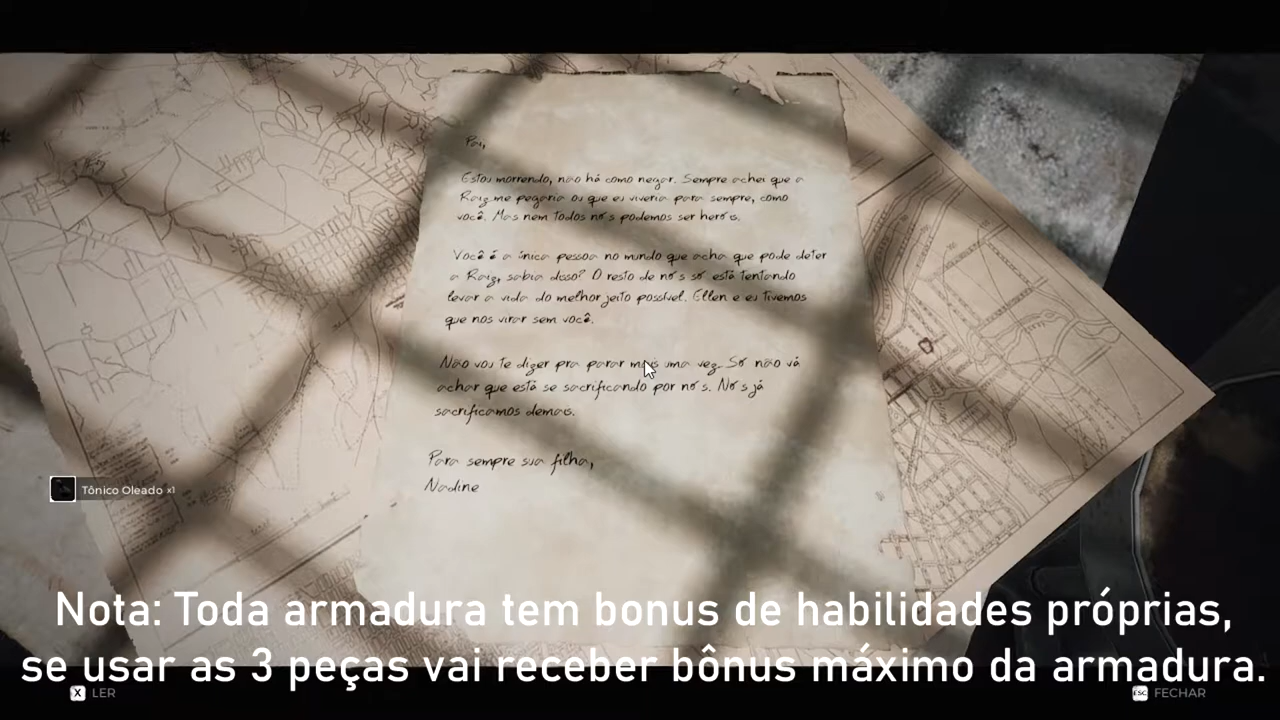 Pai,
Estou morrendo, não há como negar. Sempre achei que a
Raiz me pegaria ou que eu viveria para sempre, como
você. Mas nem todos nós podemos ser heróis.
Você é a única pessoa no mundo que acha que pode deter
a Raiz, sabia disso? O resto de nós só está tentando
levar a vida do melhor jeito possível. Ellen e eu tivemos
que nos virar sem você.
Não vou te dizer pra parar mais uma vez. Só não vá
achar que está se sacrificando por nós. Nós já
sacrificamos demais.
Para sempre sua filha,
Nadine
Tônico Oleado x1
Nota: Toda armadura tem bonus de habilidades próprias,
se usar as 3 peças vai receber bônus máximo da armadura.
X LER
ESC FECHAR